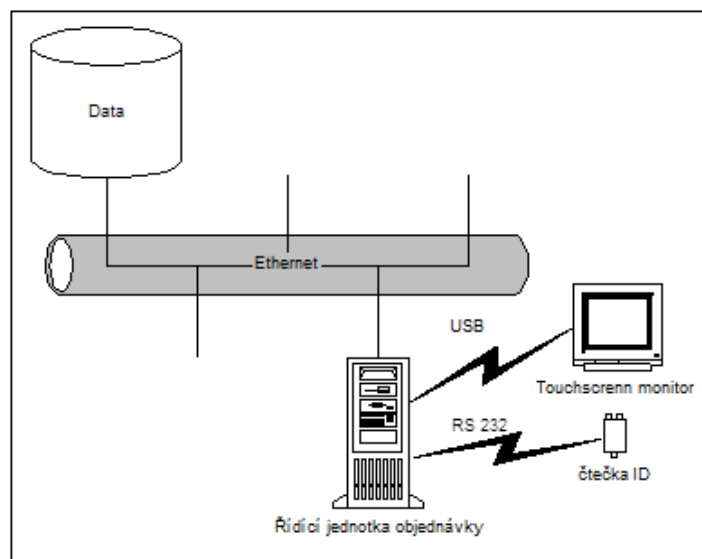 Data
Ethernet
USB
Touchscrenn monitor
RS 232
čtečka ID
Řídící jednotka objednávky